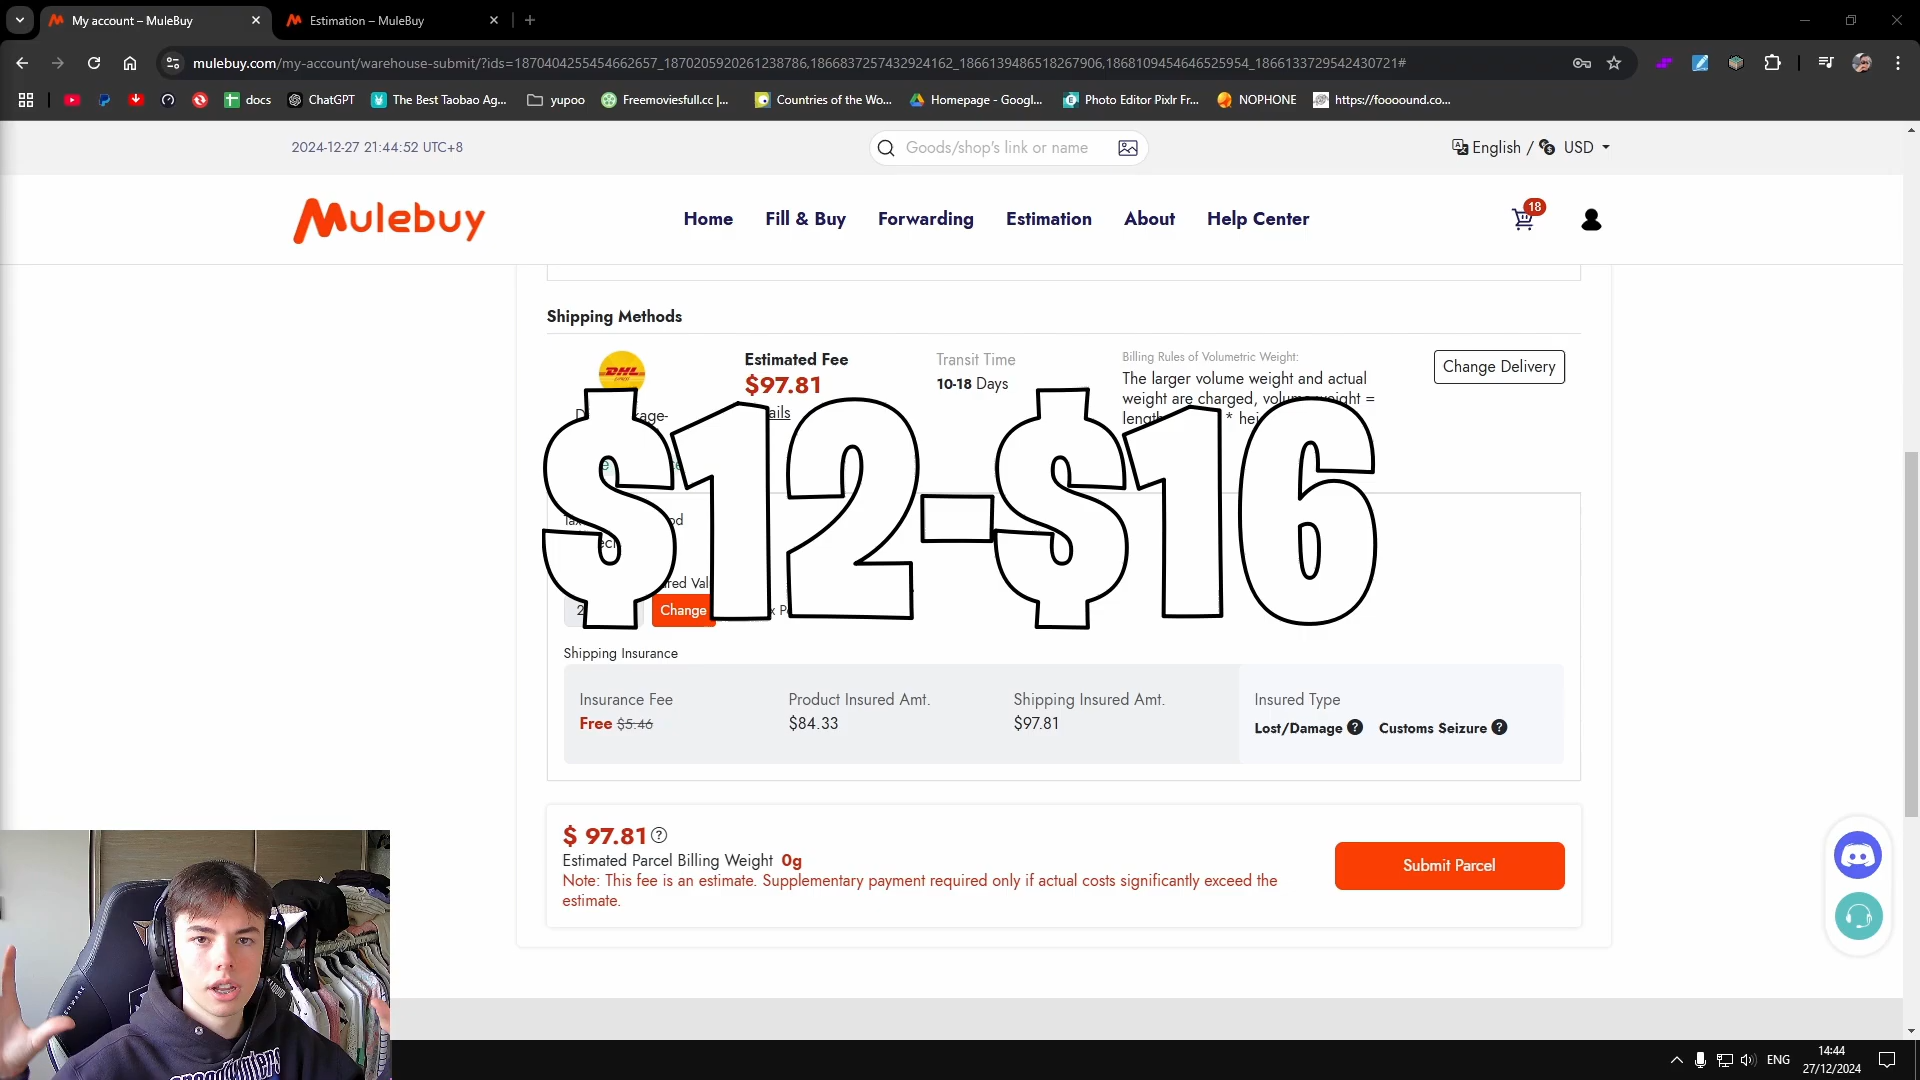 My account – MuleBuy
Estimation – MuleBuy
mulebuy.com/my-account/warehouse-submit/?ids=1870404255454662657_1870205920261238786,1866837257432924162_1866139486518267906,1868109454646525954_1866133729542430721#
docs
ChatGPT
The Best Taobao Ag...
yupoo
Freemoviesfull.cc |...
Countries of the Wo...
Homepage - Googl...
Photo Editor Pixlr Fr...
NOPHONE
https://foooound.co...
2024-12-27 21:44:52 UTC+8
Goods/shop's link or name
English / USD
Mulebuy
Home
Fill & Buy
Forwarding
Estimation
About
Help Center
18
Shipping Methods
DHL
Estimated Fee
$97.81
Transit Time
10-18 Days
Billing Rules of Volumetric Weight:
The larger volume weight and actual
weight are charged, volume weight =
Change Delivery
$12-$16
Change
Shipping Insurance
Insurance Fee
Free $5.46
Product Insured Amt.
$84.33
Shipping Insured Amt.
$97.81
Insured Type
Lost/Damage ? Customs Seizure ?
$ 97.81 ?
Estimated Parcel Billing Weight 0g
Note: This fee is an estimate. Supplementary payment required only if actual costs significantly exceed the
estimate.
Submit Parcel
ENG
14:44
27/12/2024